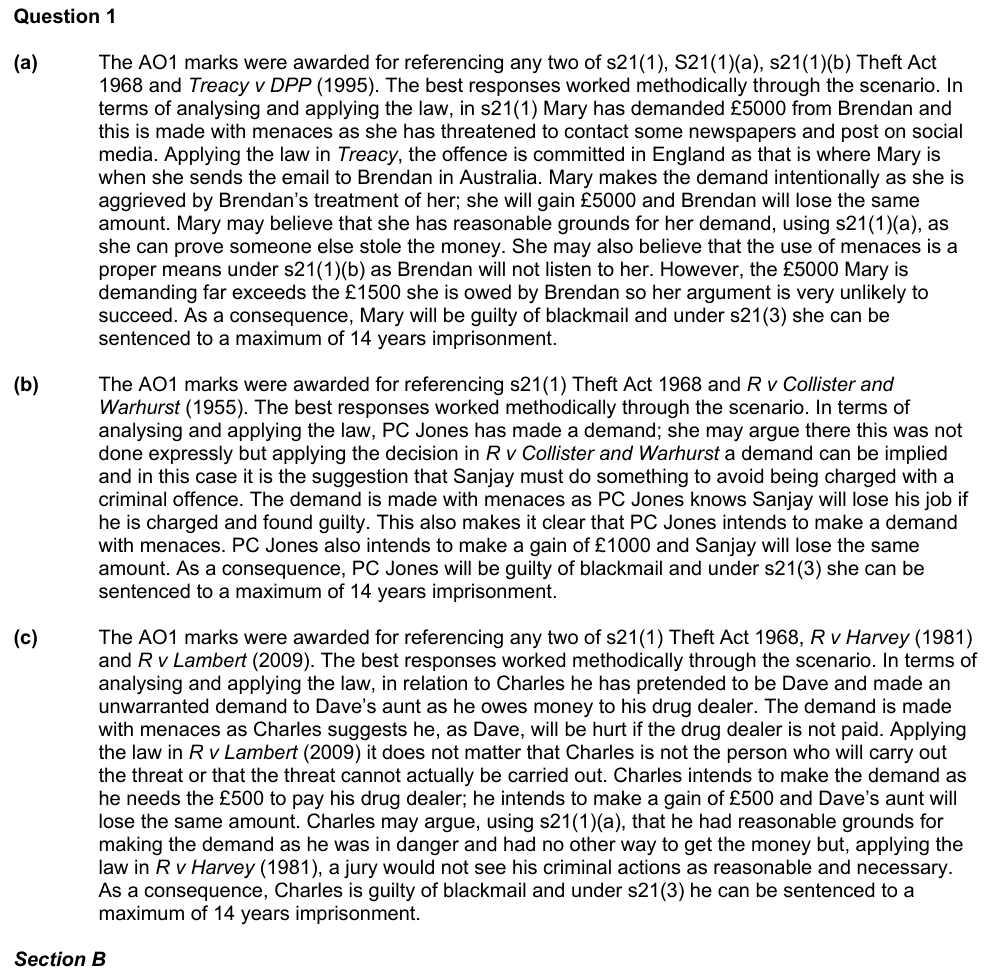 Question 1
(a) The AO1 marks were awarded for referencing any two of s21(1), S21(1)(a), s21(1)(b) Theft Act
1968 and Treacy v DPP (1995). The best responses worked methodically through the scenario. In
terms of analysing and applying the law, in s21(1) Mary has demanded £5000 from Brendan and
this is made with menaces as she has threatened to contact some newspapers and post on social
media. Applying the law in Treacy, the offence is committed in England as that is where Mary is
when she sends the email to Brendan in Australia. Mary makes the demand intentionally as she is
aggrieved by Brendan's treatment of her; she will gain £5000 and Brendan will lose the same
amount. Mary may believe that she has reasonable grounds for her demand, using s21(1)(a), as
she can prove someone else stole the money. She may also believe that the use of menaces is a
proper means under s21(1)(b) as Brendan will not listen to her. However, the £5000 Mary is
demanding far exceeds the £1500 she is owed by Brendan so her argument is very unlikely to
succeed. As a consequence, Mary will be guilty of blackmail and under s21(3) she can be
sentenced to a maximum of 14 years imprisonment.
(b) The AO1 marks were awarded for referencing s21(1) Theft Act 1968 and R v Collister and
Warhurst (1955). The best responses worked methodically through the scenario. In terms of
analysing and applying the law, PC Jones has made a demand; she may argue there this was not
done expressly but applying the decision in R v Collister and Warhurst a demand can be implied
and in this case it is the suggestion that Sanjay must do something to avoid being charged with a
criminal offence. The demand is made with menaces as PC Jones knows Sanjay will lose his job if
he is charged and found guilty. This also makes it clear that PC Jones intends to make a demand
with menaces. PC Jones also intends to make a gain of £1000 and Sanjay will lose the same
amount. As a consequence, PC Jones will be guilty of blackmail and under s21(3) she can be
sentenced to a maximum of 14 years imprisonment.
(c) The AO1 marks were awarded for referencing any two of s21(1) Theft Act 1968, R v Harvey (1981)
and R v Lambert (2009). The best responses worked methodically through the scenario. In terms of
analysing and applying the law, in relation to Charles he has pretended to be Dave and made an
unwarranted demand to Dave's aunt as he owes money to his drug dealer. The demand is made
with menaces as Charles suggests he, as Dave, will be hurt if the drug dealer is not paid. Applying
the law in R v Lambert (2009) it does not matter that Charles is not the person who will carry out
the threat or that the threat cannot actually be carried out. Charles intends to make the demand as
he needs the £500 to pay his drug dealer; he intends to make a gain of £500 and Dave's aunt will
lose the same amount. Charles may argue, using s21(1)(a), that he had reasonable grounds for
making the demand as he was in danger and had no other way to get the money but, applying the
law in R v Harvey (1981), a jury would not see his criminal actions as reasonable and necessary.
As a consequence, Charles is guilty of blackmail and under s21(3) he can be sentenced to a
maximum of 14 years imprisonment.
Section B